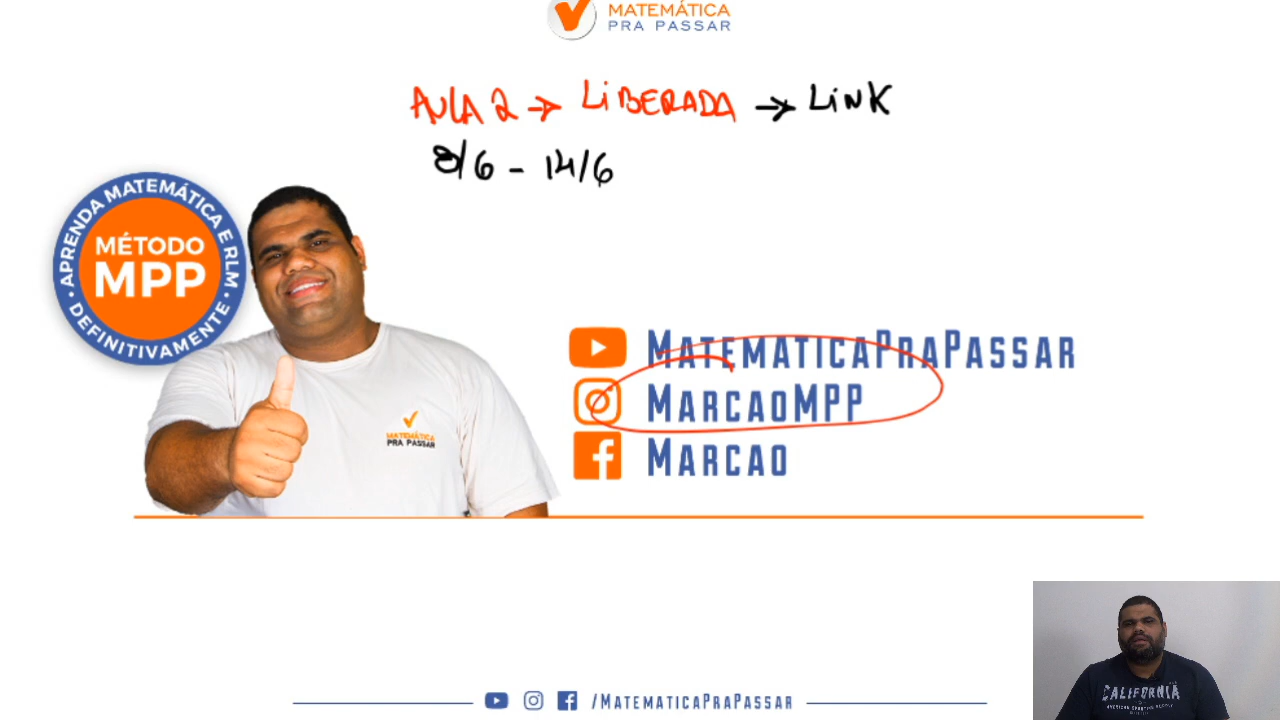 MATEMÁTICA
PRA PASSAR
AULA 2 → LIBERADA → LINK
8/6 - 14/6
APRENDA MATEMÁTICA E RLM
MÉTODO
MPP
• DEFINITIVAMENTE •
MATEMÁTICA
PRA PASSAR
MATEMATICAPRAPASSAR
MARCAOMPP
MARCAO
CALIFORNIA
/MATEMATICAPRAPASSAR